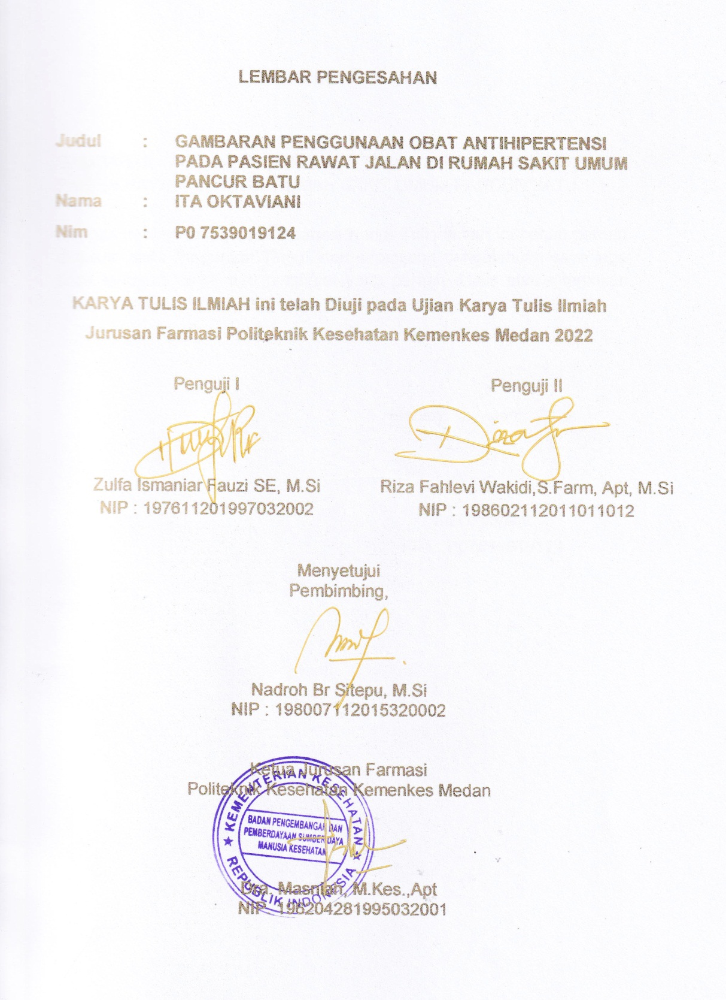 LEMBAR PENGESAHAN
Judul : GAMBARAN PENGGUNAAN OBAT ANTIHIPERTENSI
PADA PASIEN RAWAT JALAN DI RUMAH SAKIT UMUM
PANCUR BATU
Nama : ITA OKTAVIANI
Nim : P0 7539019124
KARYA TULIS ILMIAH ini telah Diuji pada Ujian Karya Tulis Ilmiah
Jurusan Farmasi Politeknik Kesehatan Kemenkes Medan 2022
Penguji I
Penguji II
Zulfa Ismaniar Fauzi SE, M.Si
NIP : 197611201997032002
Riza Fahlevi Wakidi,S.Farm, Apt, M.Si
NIP : 198602112011011012
Menyetujui
Pembimbing,
Nadroh Br Sitepu, M.Si
NIP : 198007112015320002
Ketua Jurusan Farmasi
Politeknik Kesehatan Kemenkes Medan
KEMENTERIAN KESEHATAN
BADAN PENGEMBANGAN DAN
PEMBERDAYAAN SUMBER DAYA
MANUSIA KESEHATAN
REPUBLIK INDONESIA
Dra. Masniah, M.Kes.,Apt
NIP 196204281995032001